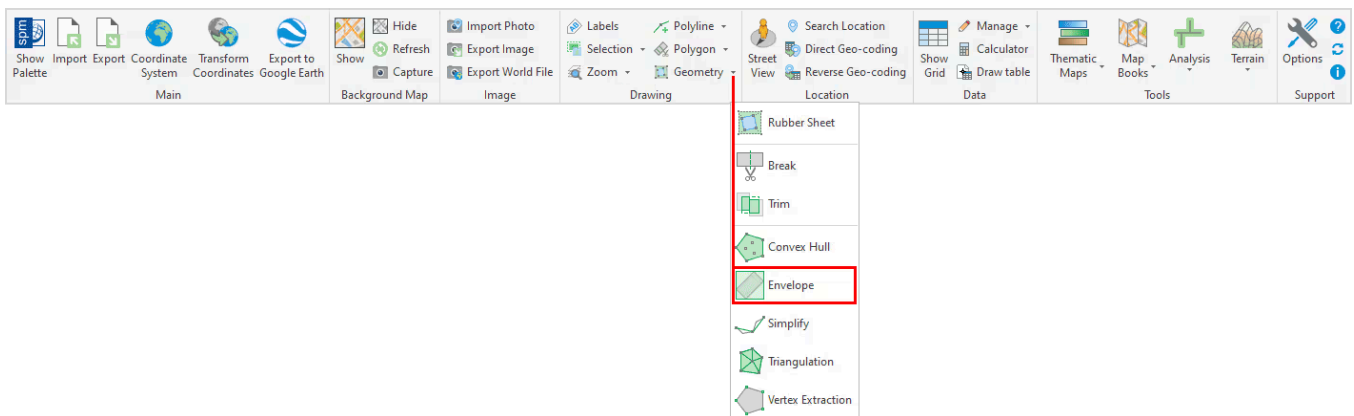 spm
Show Palette
Import
Export
Coordinate System
Transform Coordinates
Export to Google Earth
Main
Show
Hide
Refresh
Capture
Background Map
Import Photo
Export Image
Export World File
Image
Labels
Selection
Zoom
Polyline
Polygon
Geometry
Drawing
Street View
Search Location
Direct Geo-coding
Reverse Geo-coding
Location
Show Grid
Manage
Calculator
Draw table
Data
Thematic Maps
Map Books
Analysis
Terrain
Tools
Options
?
i
Support
Rubber Sheet
Break
Trim
Convex Hull
Envelope
Simplify
Triangulation
Vertex Extraction